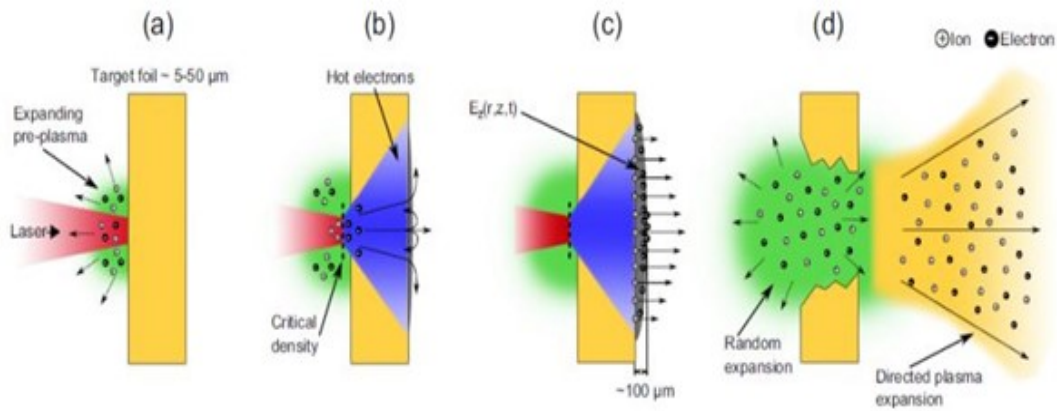 (a)
(b)
(c)
(d)
Ion
Electron
Target foil ~ 5-50 µm
Hot electrons
Expanding
pre-plasma
E₂(r,z,t)
Laser
Critical
density
~100 µm
Random
expansion
Directed plasma
expansion